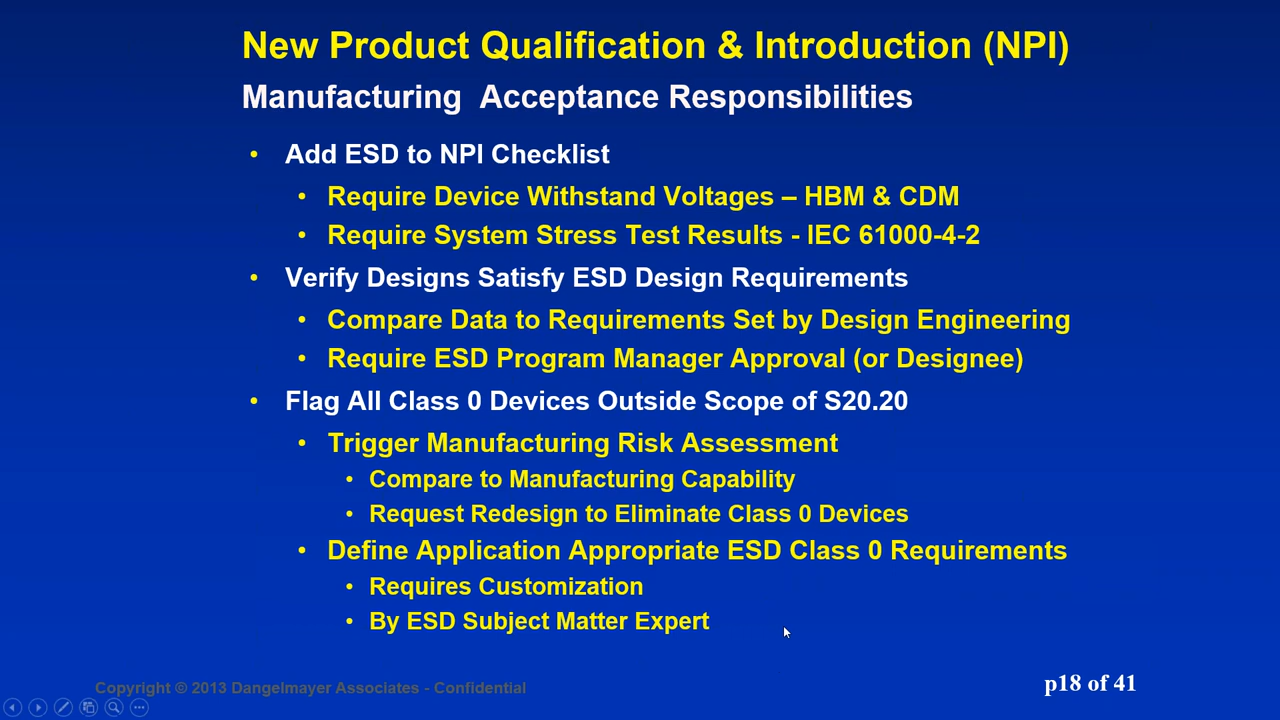 New Product Qualification & Introduction (NPI)
Manufacturing Acceptance Responsibilities
• Add ESD to NPI Checklist
• Require Device Withstand Voltages – HBM & CDM
• Require System Stress Test Results - IEC 61000-4-2
• Verify Designs Satisfy ESD Design Requirements
• Compare Data to Requirements Set by Design Engineering
• Require ESD Program Manager Approval (or Designee)
• Flag All Class 0 Devices Outside Scope of S20.20
• Trigger Manufacturing Risk Assessment
• Compare to Manufacturing Capability
• Request Redesign to Eliminate Class 0 Devices
• Define Application Appropriate ESD Class 0 Requirements
• Requires Customization
• By ESD Subject Matter Expert
Copyright © 2013 Dangelmayer Associates - Confidential
p18 of 41